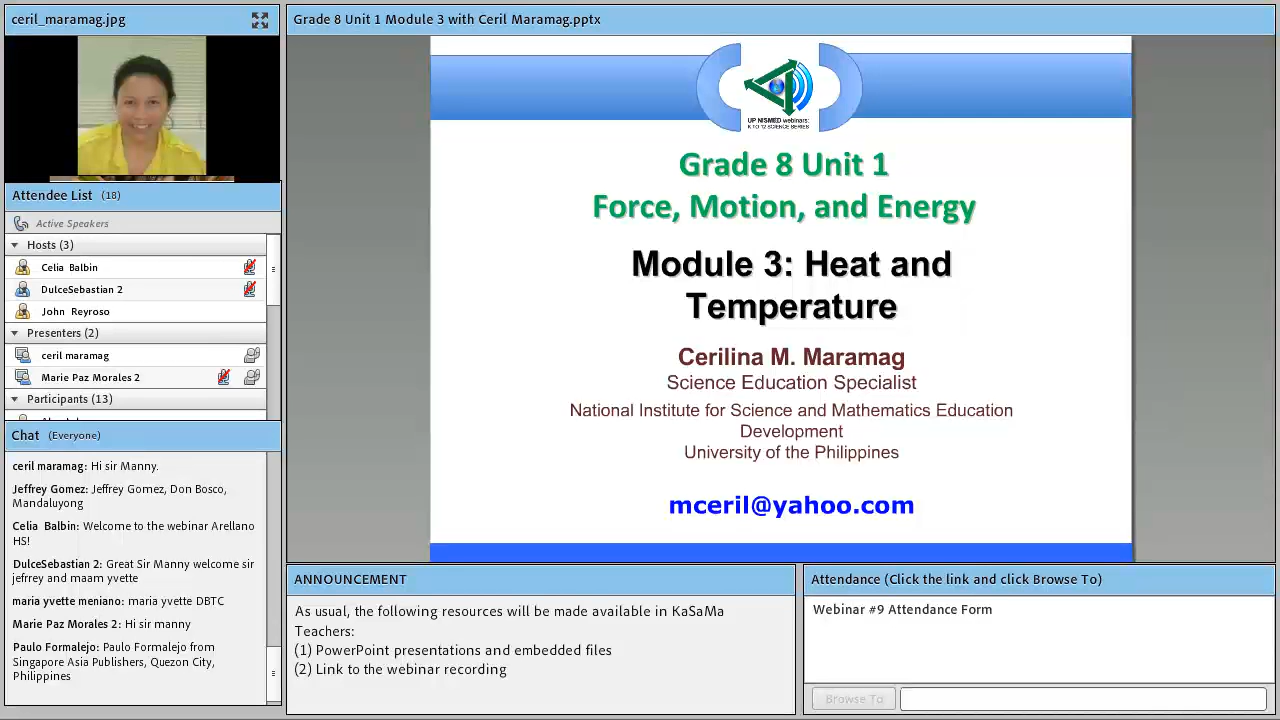 ceril_maramag.jpg
Attendee List (18)
Active Speakers
Hosts (3)
Celia Balbin
DulceSebastian 2
John Reyroso
Presenters (2)
ceril maramag
Marie Paz Morales 2
Participants (13)
Chat (Everyone)
ceril maramag: Hi sir Manny.
Jeffrey Gomez: Jeffrey Gomez, Don Bosco,
Mandaluyong
Celia Balbin: Welcome to the webinar Arellano
HS!
DulceSebastian 2: Great Sir Manny welcome sir
jefrey and maam yvette
maria yvette meniano: maria yvette DBTC
Marie Paz Morales 2: Hi sir manny
Paulo Formalejo: Paulo Formalejo from
Singapore Asia Publishers, Quezon City,
Philippines
Grade 8 Unit 1 Module 3 with Ceril Maramag.pptx
UP NISMED webinars:
K TO 12 SCIENCE SERIES
Grade 8 Unit 1
Force, Motion, and Energy
Module 3: Heat and
Temperature
Cerilina M. Maramag
Science Education Specialist
National Institute for Science and Mathematics Education
Development
University of the Philippines
mceril@yahoo.com
ANNOUNCEMENT
As usual, the following resources will be made available in KaSaMa
Teachers:
(1) PowerPoint presentations and embedded files
(2) Link to the webinar recording
Attendance (Click the link and click Browse To)
Webinar #9 Attendance Form
Browse To